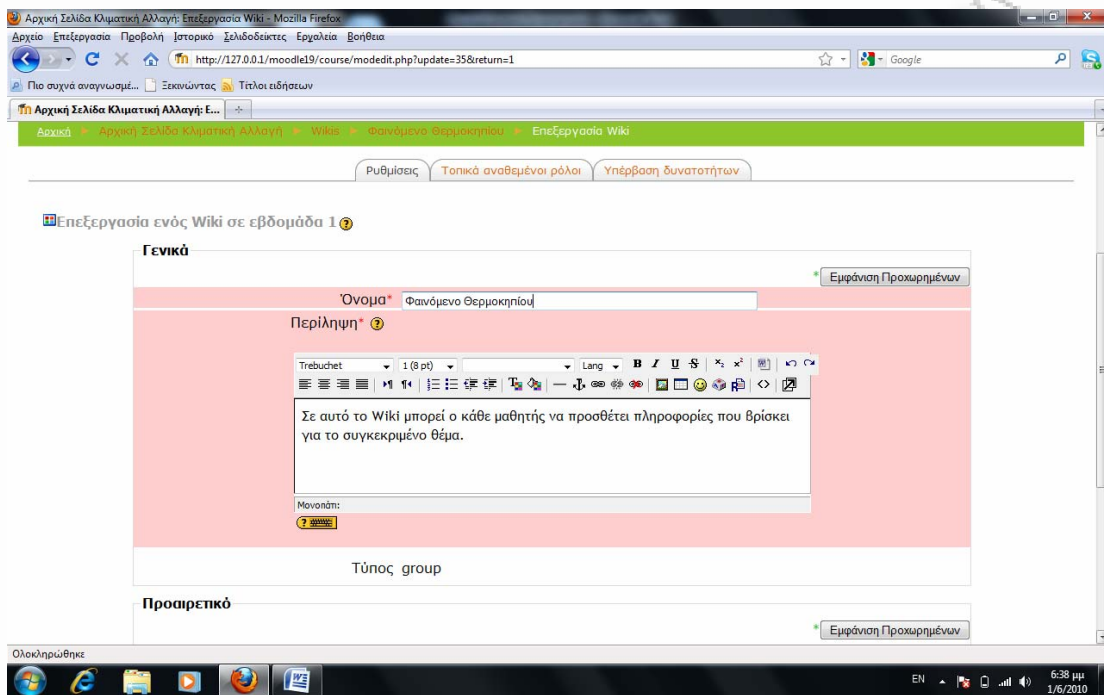 Αρχική Σελίδα Κλιματική Αλλαγή: Επεξεργασία Wiki - Mozilla Firefox
Αρχείο Επεξεργασία Προβολή Ιστορικό Σελιδοδείκτες Εργαλεία Βοήθεια
http://127.0.0.1/moodle19/course/modedit.php?update=35&return=1 Google
Πιο συχνά αναγνωσμέ... Ξεκινώντας Τίτλοι ειδήσεων
Αρχική Σελίδα Κλιματική Αλλαγή: Ε...
Αρχική ► Αρχική Σελίδα Κλιματική Αλλαγή ► Wikis ► Φαινόμενο Θερμοκηπίου ► Επεξεργασία Wiki
Ρυθμίσεις Τοπικά αναθεμένοι ρόλοι Υπέρβαση δυνατοτήτων
Επεξεργασία ενός Wiki σε εβδομάδα 1
Γενικά
* Εμφάνιση Προχωρημένων
Όνομα* Φαινόμενο Θερμοκηπίου
Περίληψη*
Trebuchet 1 (8 pt) Lang B I U S x₂ x²
Σε αυτό το Wiki μπορεί ο κάθε μαθητής να προσθέτει πληροφορίες που βρίσκει
για το συγκεκριμένο θέμα.
Μονοπάτι:
Τύπος group
Προαιρετικό
* Εμφάνιση Προχωρημένων
Ολοκληρώθηκε
EN 6:38 μμ
1/6/2010